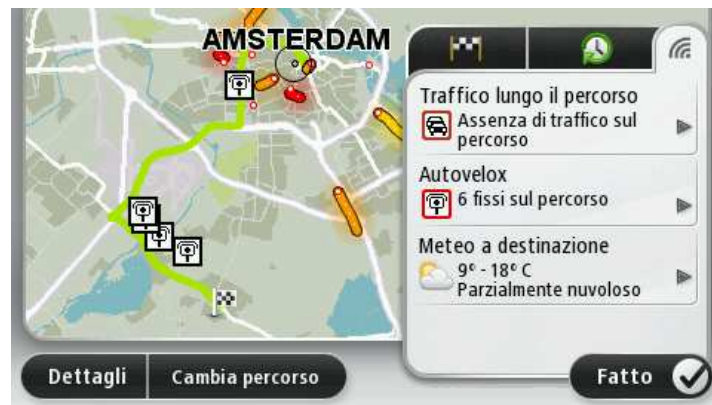 AMSTERDAM
Traffico lungo il percorso
Assenza di traffico sul
percorso
Autovelox
6 fissi sul percorso
Meteo a destinazione
9° - 18° C
Parzialmente nuvoloso
Dettagli
Cambia percorso
Fatto